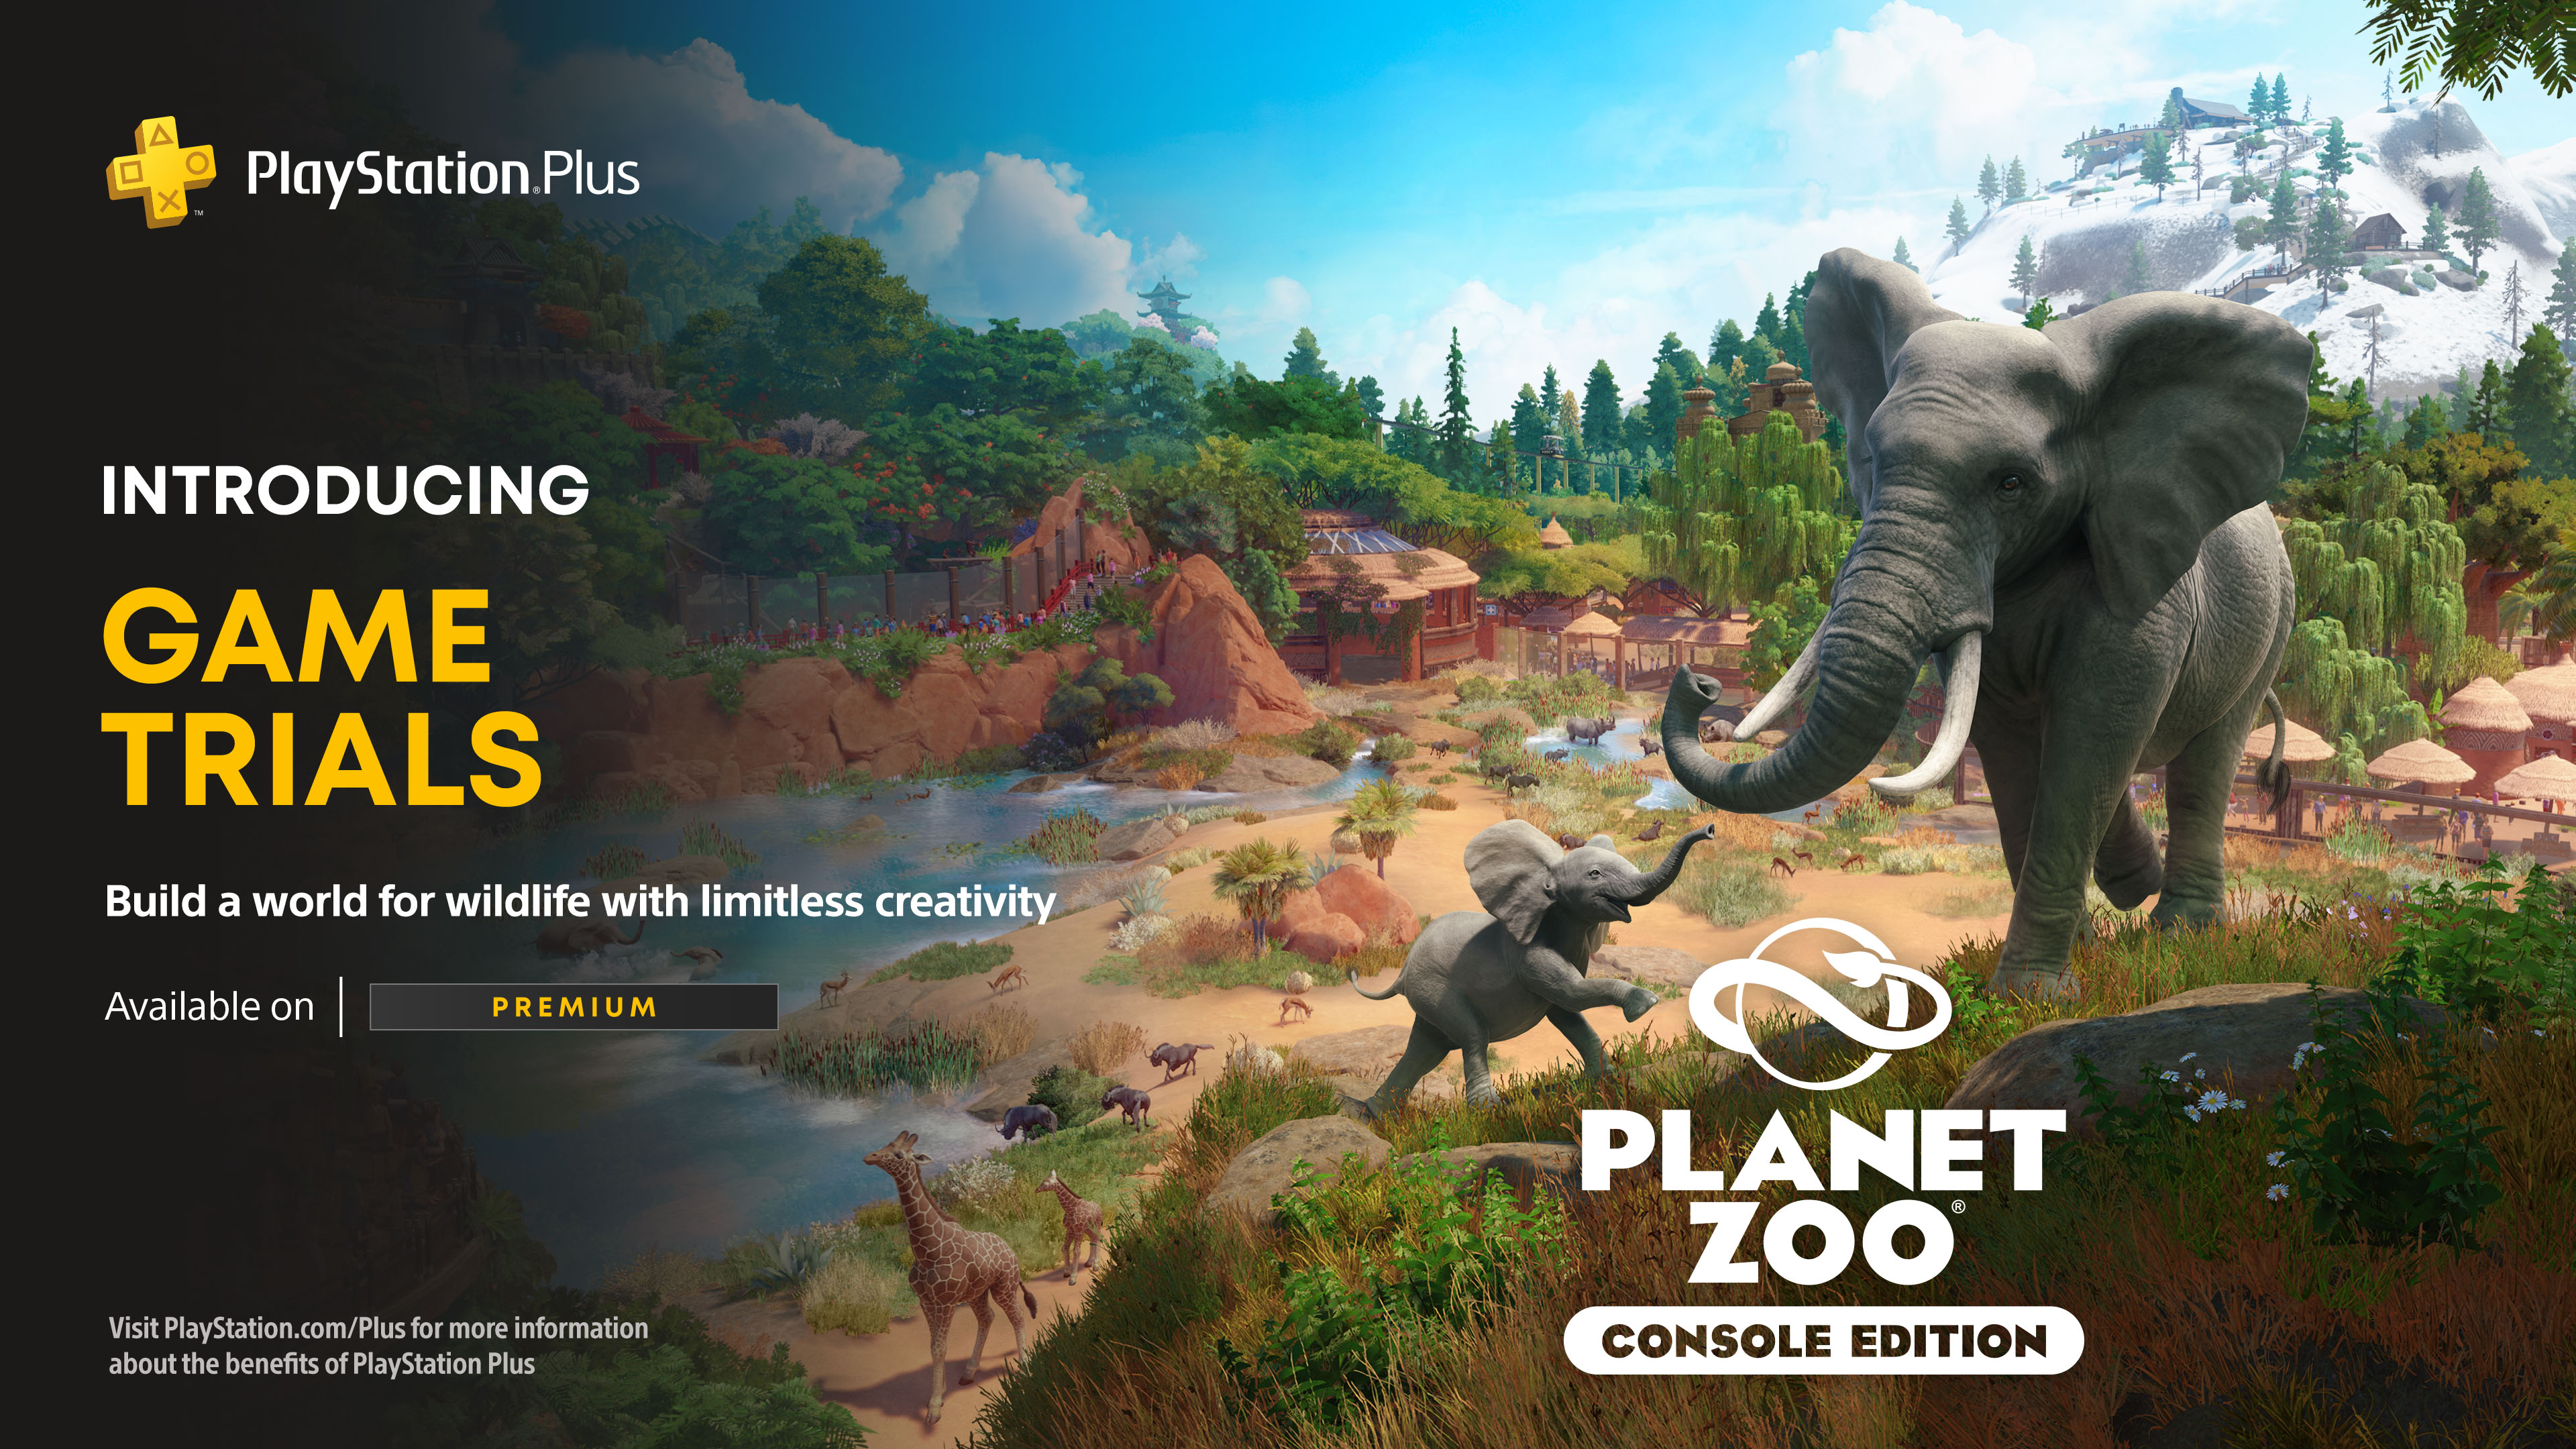 PlayStation®Plus
™
INTRODUCING
GAME
TRIALS
Build a world for wildlife with limitless creativity
Available on | PREMIUM
PLANET
ZOO®
CONSOLE EDITION
Visit PlayStation.com/Plus for more information
about the benefits of PlayStation Plus